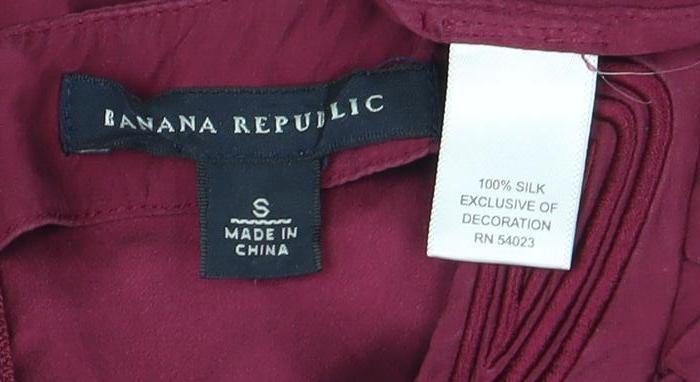 BANANA REPUBLIC
S
MADE IN
CHINA
100% SILK
EXCLUSIVE OF
DECORATION
RN 54023